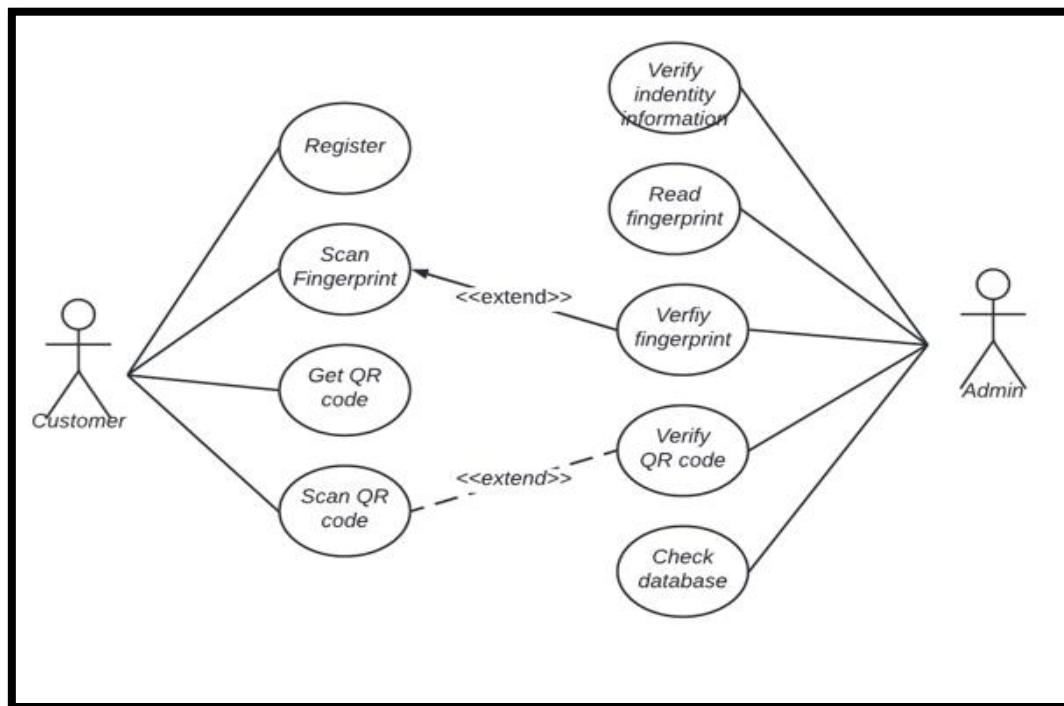 Register
Scan
Fingerprint
Get QR
code
Scan QR
code
Customer
<<extend>>
<<extend>>
Verify
indentity
information
Read
fingerprint
Verfiy
fingerprint
Verify
QR code
Check
database
Admin